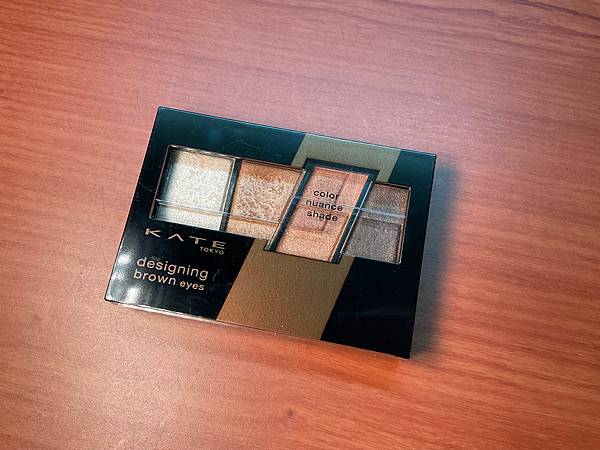 color
nuance
shade
KATE
TOKYO
designing
brown eyes